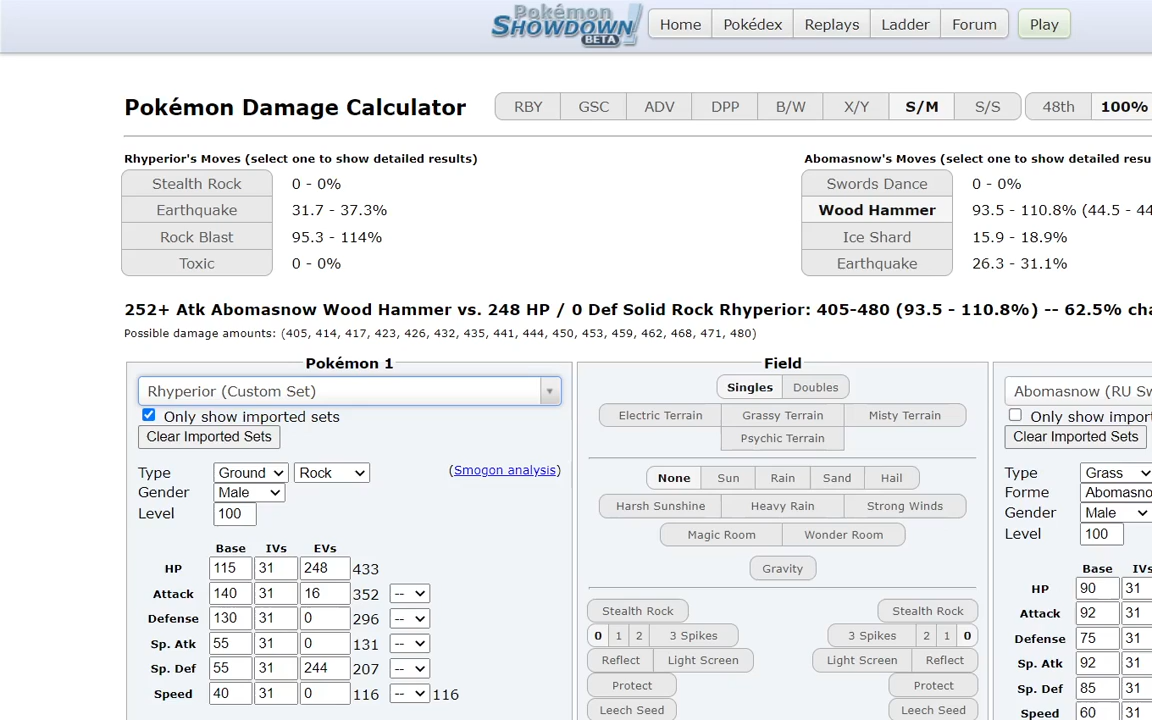 Pokémon
SHOWDOWN
BETA
Home Pokédex Replays Ladder Forum Play
Pokémon Damage Calculator RBY GSC ADV DPP B/W X/Y S/M S/S 48th 100%
Rhyperior's Moves (select one to show detailed results)
Stealth Rock 0 - 0%
Earthquake 31.7 - 37.3%
Rock Blast 95.3 - 114%
Toxic 0 - 0%
Abomasnow's Moves (select one to show detailed resu
Swords Dance 0 - 0%
Wood Hammer 93.5 - 110.8% (44.5 - 44
Ice Shard 15.9 - 18.9%
Earthquake 26.3 - 31.1%
252+ Atk Abomasnow Wood Hammer vs. 248 HP / 0 Def Solid Rock Rhyperior: 405-480 (93.5 - 110.8%) -- 62.5% cha
Possible damage amounts: (405, 414, 417, 423, 426, 432, 435, 441, 444, 450, 453, 459, 462, 468, 471, 480)
Pokémon 1
Rhyperior (Custom Set)
Only show imported sets
Clear Imported Sets
Type Ground Rock (Smogon analysis)
Gender Male
Level 100
Base IVs EVs
HP 115 31 248 433
Attack 140 31 16 352 --
Defense 130 31 0 296 --
Sp. Atk 55 31 0 131 --
Sp. Def 55 31 244 207 --
Speed 40 31 0 116 -- 116
Field
Singles Doubles
Electric Terrain Grassy Terrain Misty Terrain
Psychic Terrain
None Sun Rain Sand Hail
Harsh Sunshine Heavy Rain Strong Winds
Magic Room Wonder Room
Gravity
Stealth Rock Stealth Rock
0 1 2 3 Spikes 3 Spikes 2 1 0
Reflect Light Screen Light Screen Reflect
Protect Protect
Leech Seed Leech Seed
Abomasnow (RU Sw
Only show import
Clear Imported Sets
Type Grass
Forme Abomasno
Gender Male
Level 100
Base IVs
HP 90 31
Attack 92 31
Defense 75 31
Sp. Atk 92 31
Sp. Def 85 31
Speed 60 31